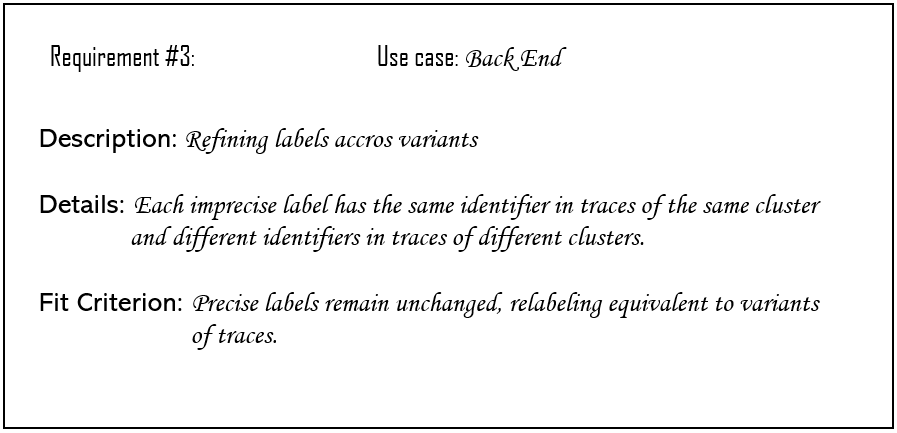 Requirement #3: Use case: Back End
Description: Refining labels accros variants
Details: Each imprecise label has the same identifier in traces of the same cluster
and different identifiers in traces of different clusters.
Fit Criterion: Precise labels remain unchanged, relabeling equivalent to variants
of traces.